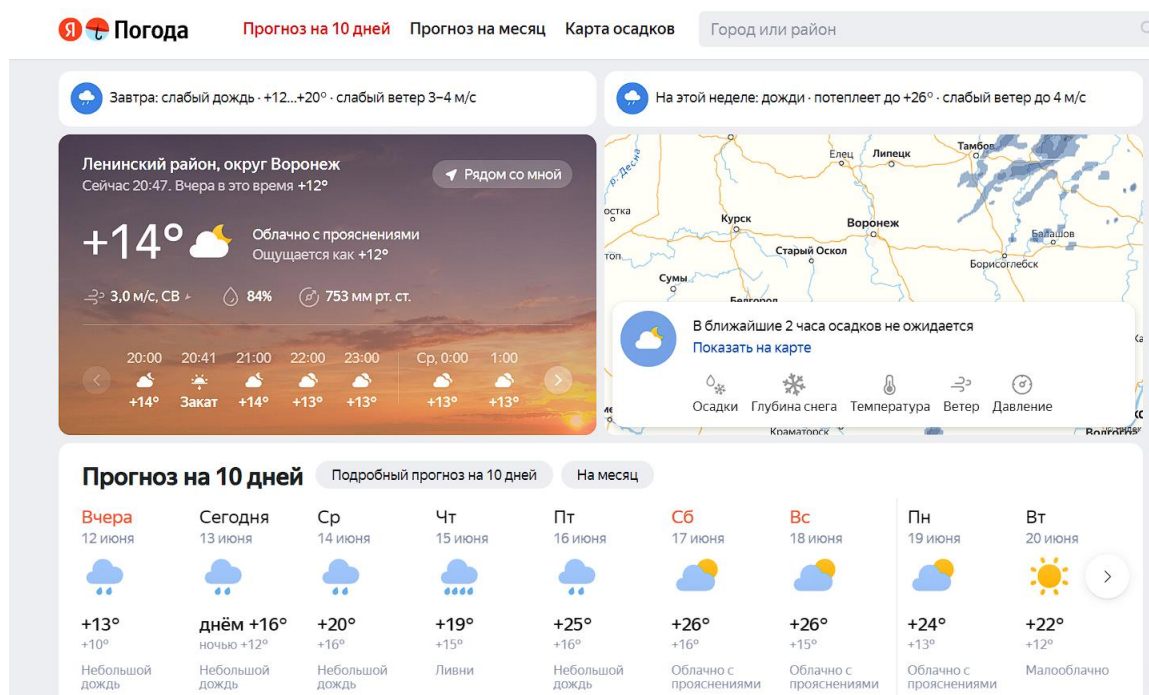 Я Погода
Прогноз на 10 дней
Прогноз на месяц
Карта осадков
Город или район
Завтра: слабый дождь · +12...+20° · слабый ветер 3–4 м/с
На этой неделе: дожди · потеплеет до +26° · слабый ветер до 4 м/с
Ленинский район, округ Воронеж
Сейчас 20:47. Вчера в это время +12°
Рядом со мной
+14°
Облачно с прояснениями
Ощущается как +12°
3,0 м/с, СВ
84%
753 мм рт. ст.
20:00 20:41 21:00 22:00 23:00 Ср, 0:00 1:00
+14° Закат +14° +13° +13° +13° +13°
р. Десна
Елец
Липецк
Тамбов
остка
Курск
Воронеж
Балашов
топ
Старый Оскол
Борисоглебск
Сумы
Белгород
В ближайшие 2 часа осадков не ожидается
Показать на карте
Осадки Глубина снега Температура Ветер Давление
Краматорск
Волгогра
Прогноз на 10 дней
Подробный прогноз на 10 дней
На месяц
Вчера Сегодня Ср Чт Пт Сб Вс Пн Вт
12 июня 13 июня 14 июня 15 июня 16 июня 17 июня 18 июня 19 июня 20 июня
+13° днём +16° +20° +19° +25° +26° +26° +24° +22°
+10° ночью +12° +16° +15° +16° +16° +15° +13° +12°
Небольшой Небольшой Небольшой Ливни Небольшой Облачно с Облачно с Облачно с Малооблачно
дождь дождь дождь дождь прояснениями прояснениями прояснениями